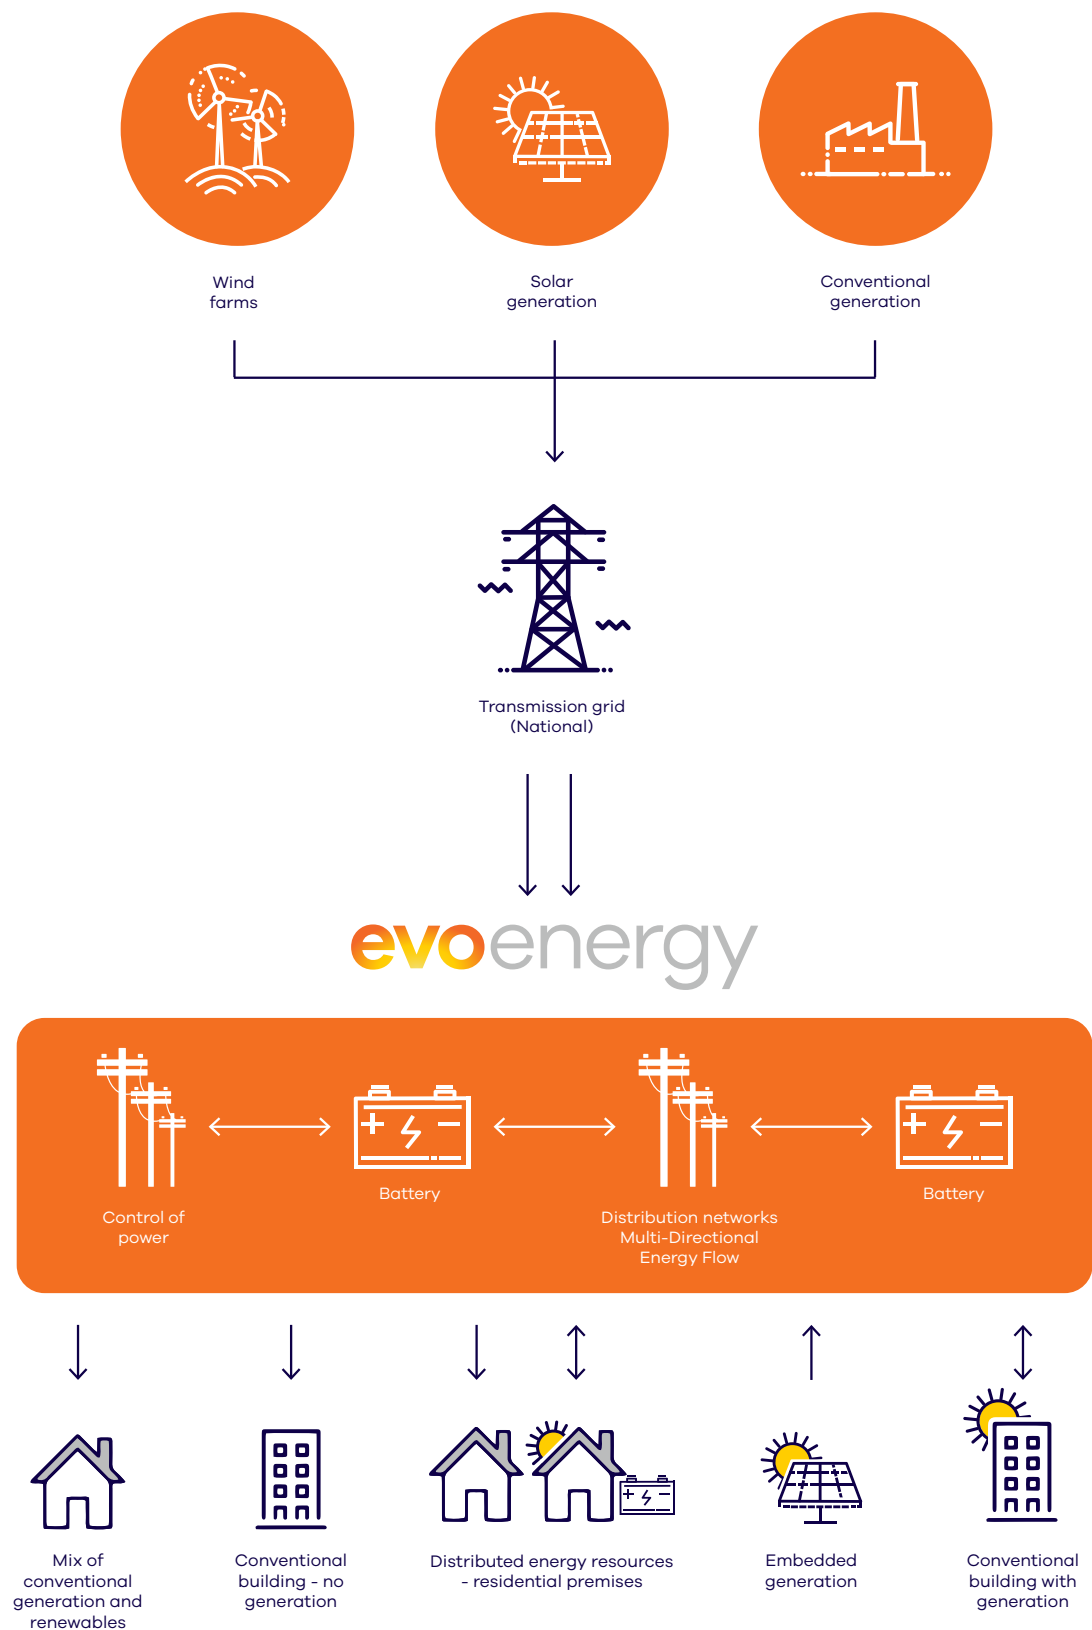 Wind
farms
Solar
generation
Conventional
generation
Transmission grid
(National)
evoenergy
Control of
power
Battery
Distribution networks
Multi-Directional
Energy Flow
Battery
Mix of
conventional
generation and
renewables
Conventional
building - no
generation
Distributed energy resources
- residential premises
Embedded
generation
Conventional
building with
generation